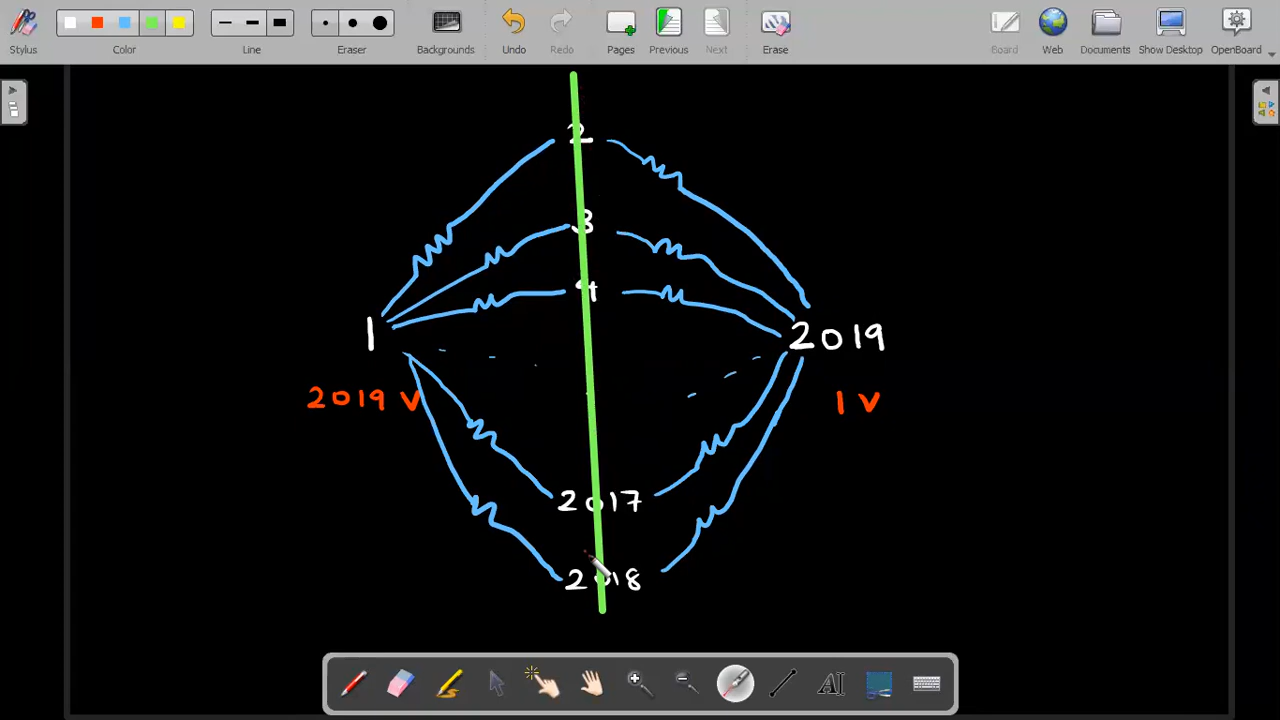 Stylus
Color
Line
Eraser
Backgrounds
Undo
Redo
Pages
Previous
Next
Erase
Board
Web
Documents
Show Desktop
OpenBoard
2
3
4
1
2019
2019 V
1 V
2017
2018